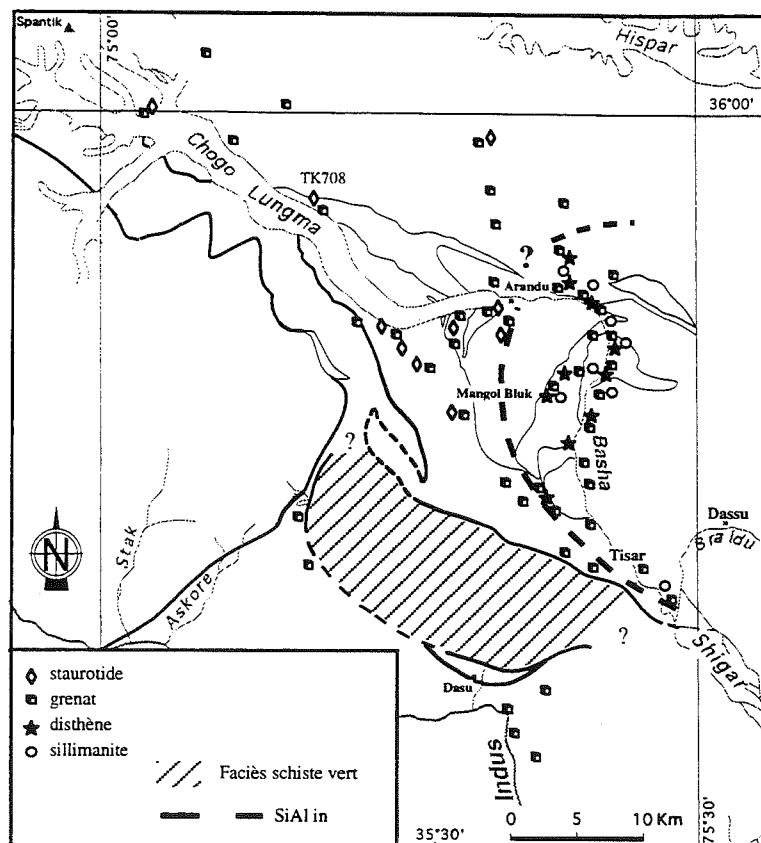 Spantik
75°00
Hispar
36°00
Chogo
Lungma
TK708
?
Arandu
Mangol Bluk
Basha
?
Stak
Askore
N
Dassu
Braldu
Tisar
?
Shigar
Dasu
Indus
staurotide
grenat
disthène
sillimanite
Faciès schiste vert
SiAl in
35°30
0 5 10 Km
75°30